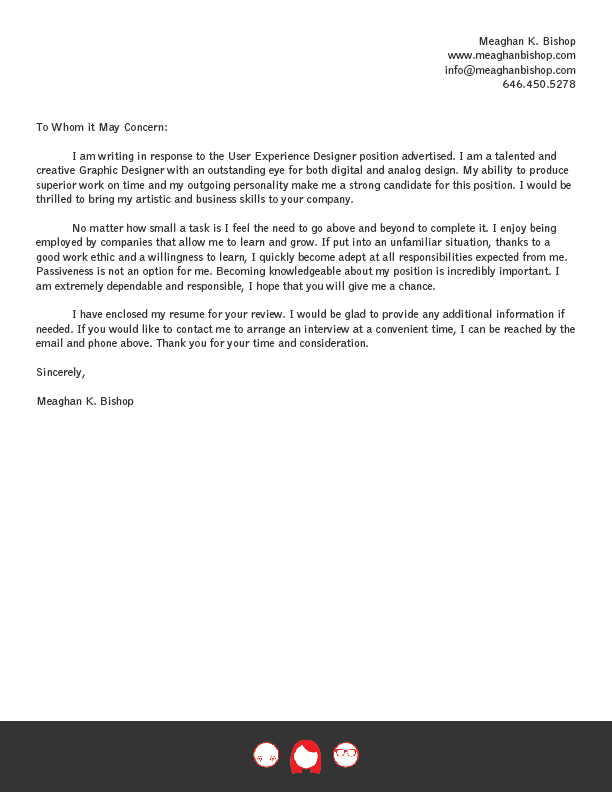 Meaghan K. Bishop
www.meaghanbishop.com
info@meaghanbishop.com
646.450.5278
To Whom it May Concern:
I am writing in response to the User Experience Designer position advertised. I am a talented and
creative Graphic Designer with an outstanding eye for both digital and analog design. My ability to produce
superior work on time and my outgoing personality make me a strong candidate for this position. I would be
thrilled to bring my artistic and business skills to your company.
No matter how small a task is I feel the need to go above and beyond to complete it. I enjoy being
employed by companies that allow me to learn and grow. If put into an unfamiliar situation, thanks to a
good work ethic and a willingness to learn, I quickly become adept at all responsibilities expected from me.
Passiveness is not an option for me. Becoming knowledgeable about my position is incredibly important. I
am extremely dependable and responsible, I hope that you will give me a chance.
I have enclosed my resume for your review. I would be glad to provide any additional information if
needed. If you would like to contact me to arrange an interview at a convenient time, I can be reached by the
email and phone above. Thank you for your time and consideration.
Sincerely,
Meaghan K. Bishop